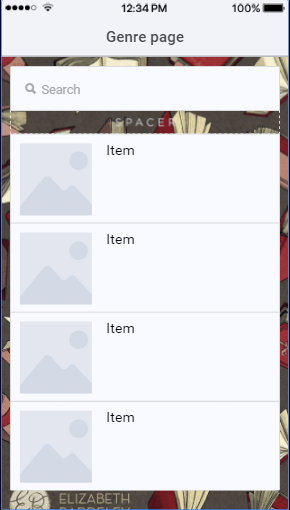 12:34 PM 100%
Genre page
Search
SPACER
Item
Item
Item
Item
ELIZABETH